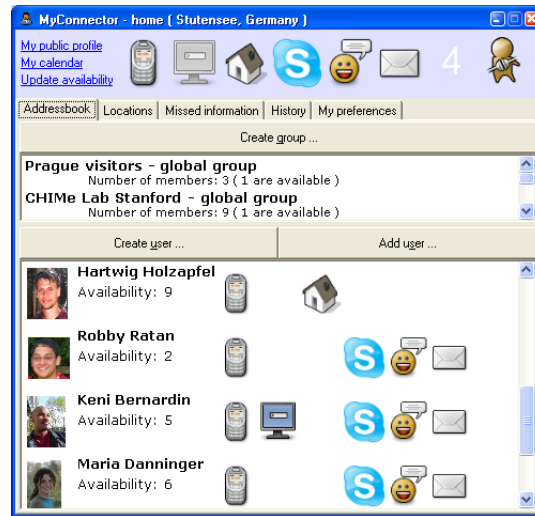 MyConnector - home ( Stutensee, Germany )
My public profile
My calendar
Update availability
4
Addressbook Locations Missed information History My preferences
Create group ...
Prague visitors - global group
Number of members: 3 ( 1 are available )
CHIMe Lab Stanford - global group
Number of members: 9 ( 1 are available )
Create user ... Add user ...
Hartwig Holzapfel
Availability: 9
Robby Ratan
Availability: 2
Keni Bernardin
Availability: 5
Maria Danninger
Availability: 6